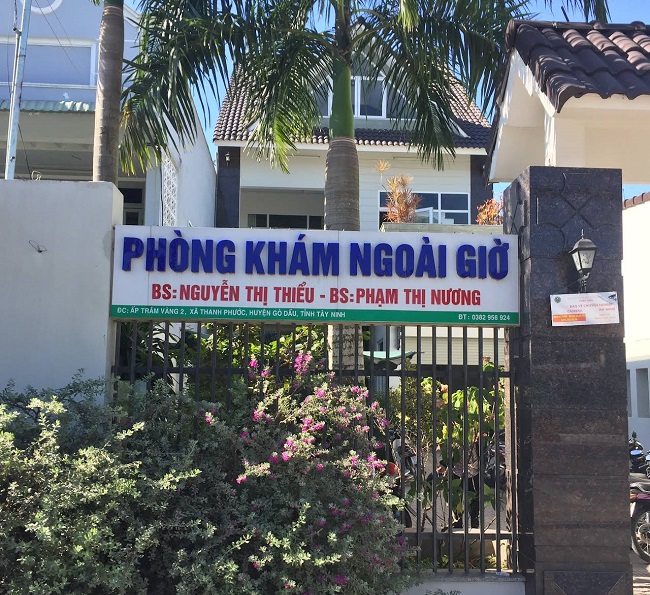 PHÒNG KHÁM NGOÀI GIỜ
BS: NGUYỄN THỊ THIỂU - BS: PHẠM THỊ NƯƠNG
ĐC: ẤP TRÂM VÀNG 2, XÃ THANH PHƯỚC, HUYỆN GÒ DẦU, TỈNH TÂY NINH ĐT: 0382 956 924